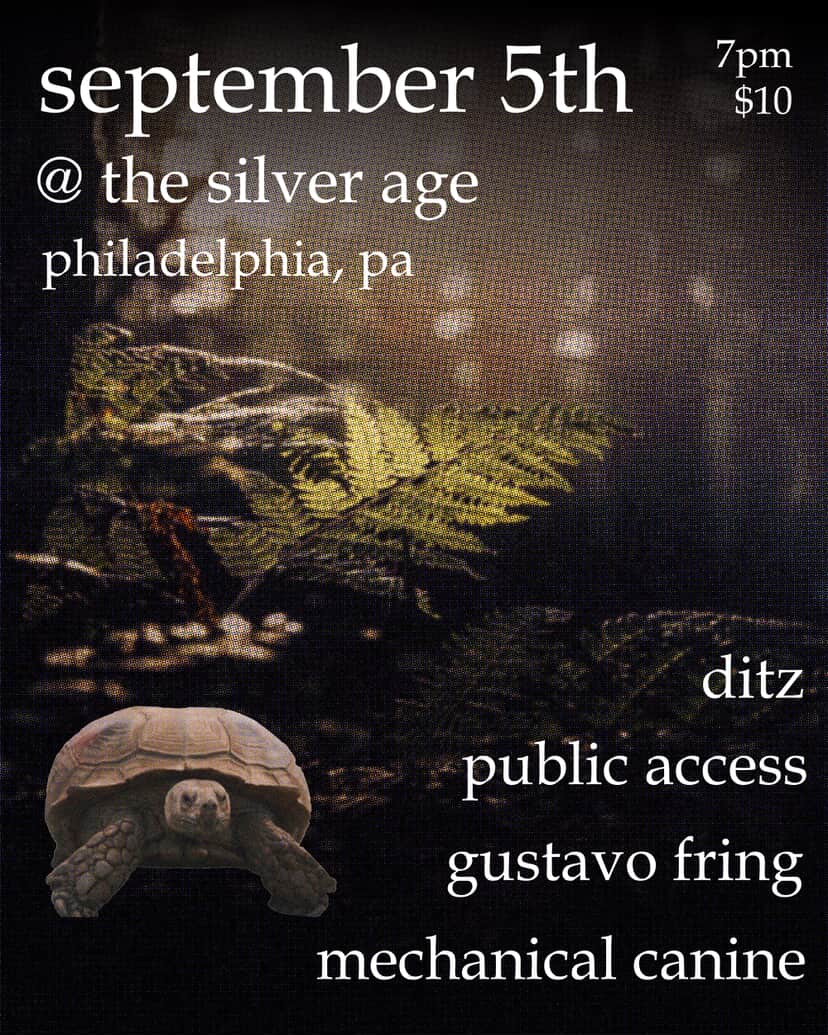 september 5th
7pm
$10
@ the silver age
philadelphia, pa
ditz
public access
gustavo fring
mechanical canine